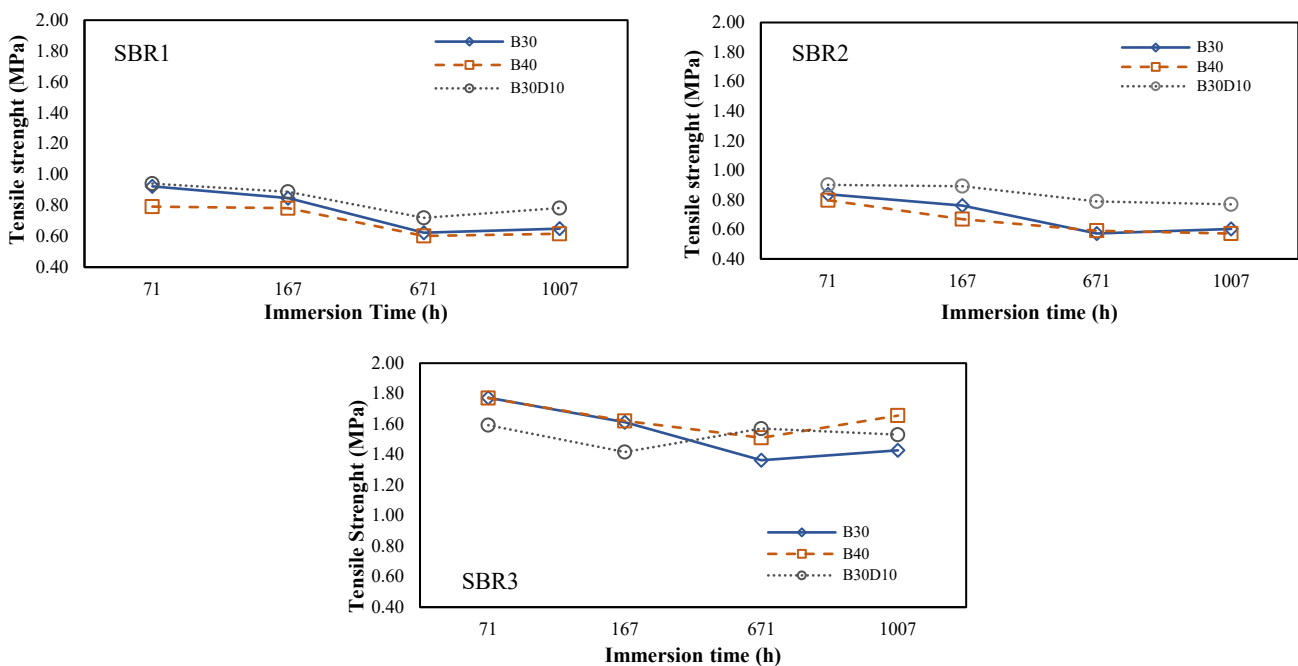 2.00
1.80
1.60
1.40
1.20
1.00
0.80
0.60
0.40
Tensile strenght (MPa)
SBR1
B30
B40
B30D10
71 167 671 1007
Immersion Time (h)
2.00
1.80
1.60
1.40
1.20
1.00
0.80
0.60
0.40
Tensile strenght (MPa)
SBR2
B30
B40
B30D10
71 167 671 1007
Immersion time (h)
2.00
1.80
1.60
1.40
1.20
1.00
0.80
0.60
0.40
Tensile Strenght (MPa)
B30
B40
B30D10
SBR3
71 167 671 1007
Immersion time (h)